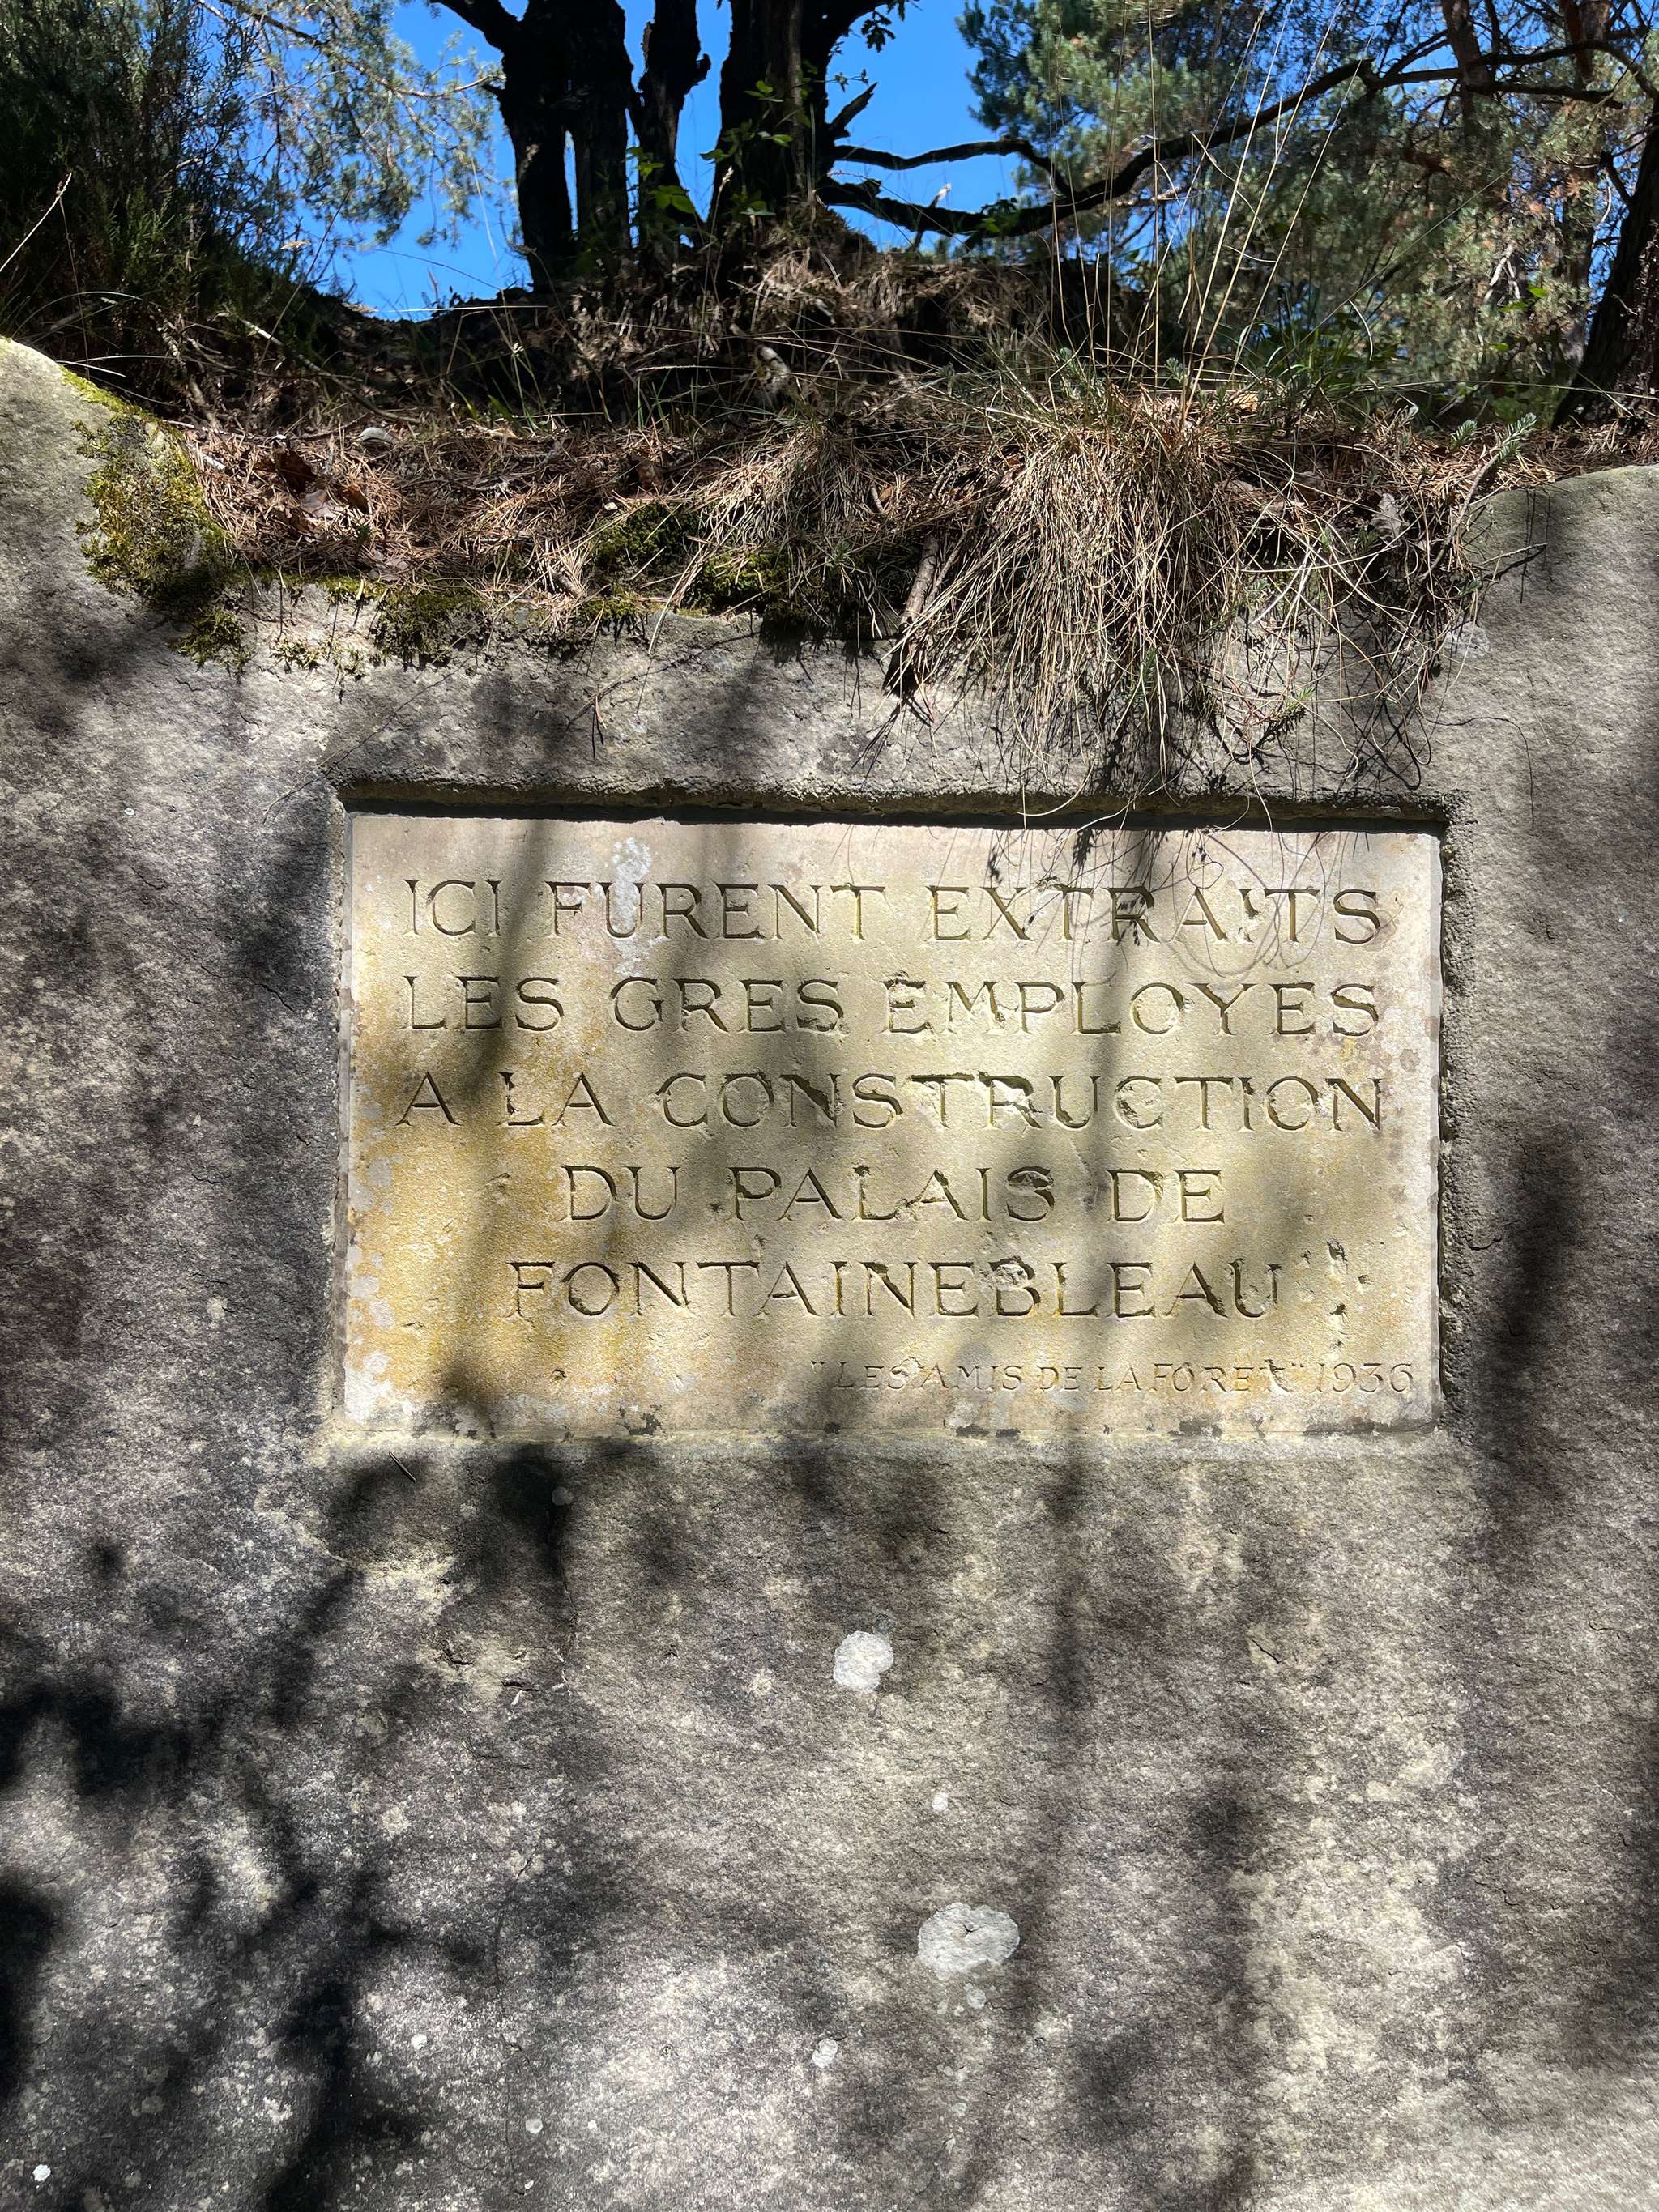 ICI FURENT EXTRAITS
LES GRES EMPLOYES
A LA CONSTRUCTION
DU PALAIS DE
FONTAINEBLEAU
"LES AMIS DE LA FORET" 1936